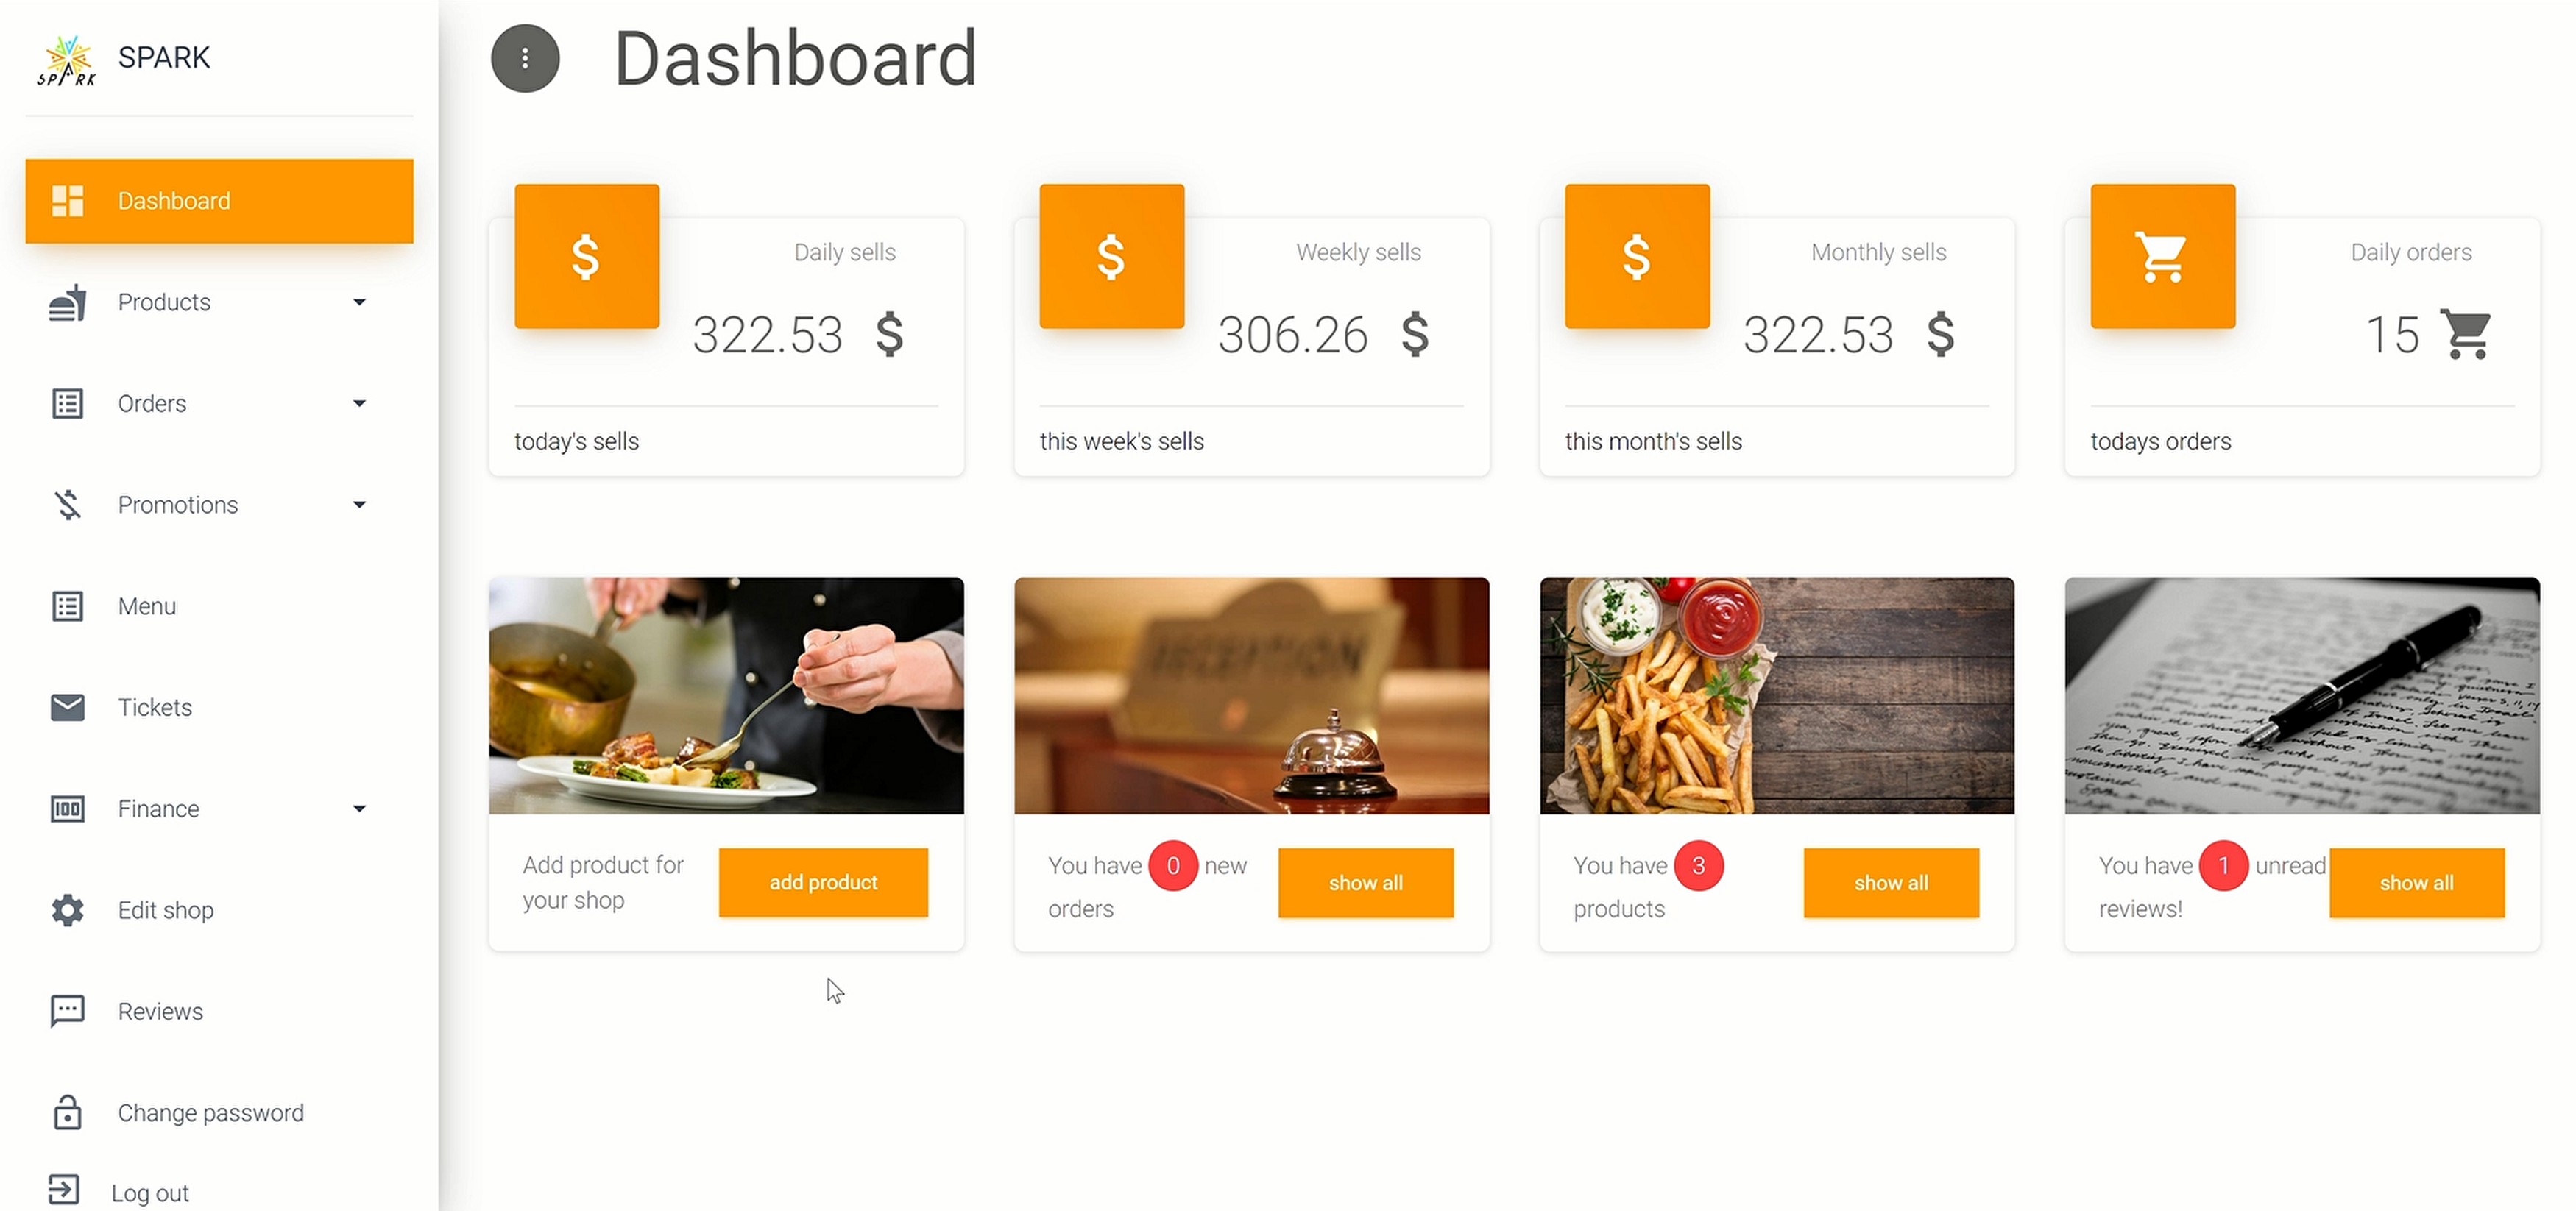 SPARK
SPARK
Dashboard
Dashboard
Products
Orders
Promotions
Menu
Tickets
Finance
Edit shop
Reviews
Change password
Log out
Daily sells
322.53 $
today's sells
Weekly sells
306.26 $
this week's sells
Monthly sells
322.53 $
this month's sells
Daily orders
15
todays orders
Add product for
your shop
add product
RECEPTION
You have 0 new
orders
show all
You have 3
products
show all
You have 1 unread
reviews!
show all